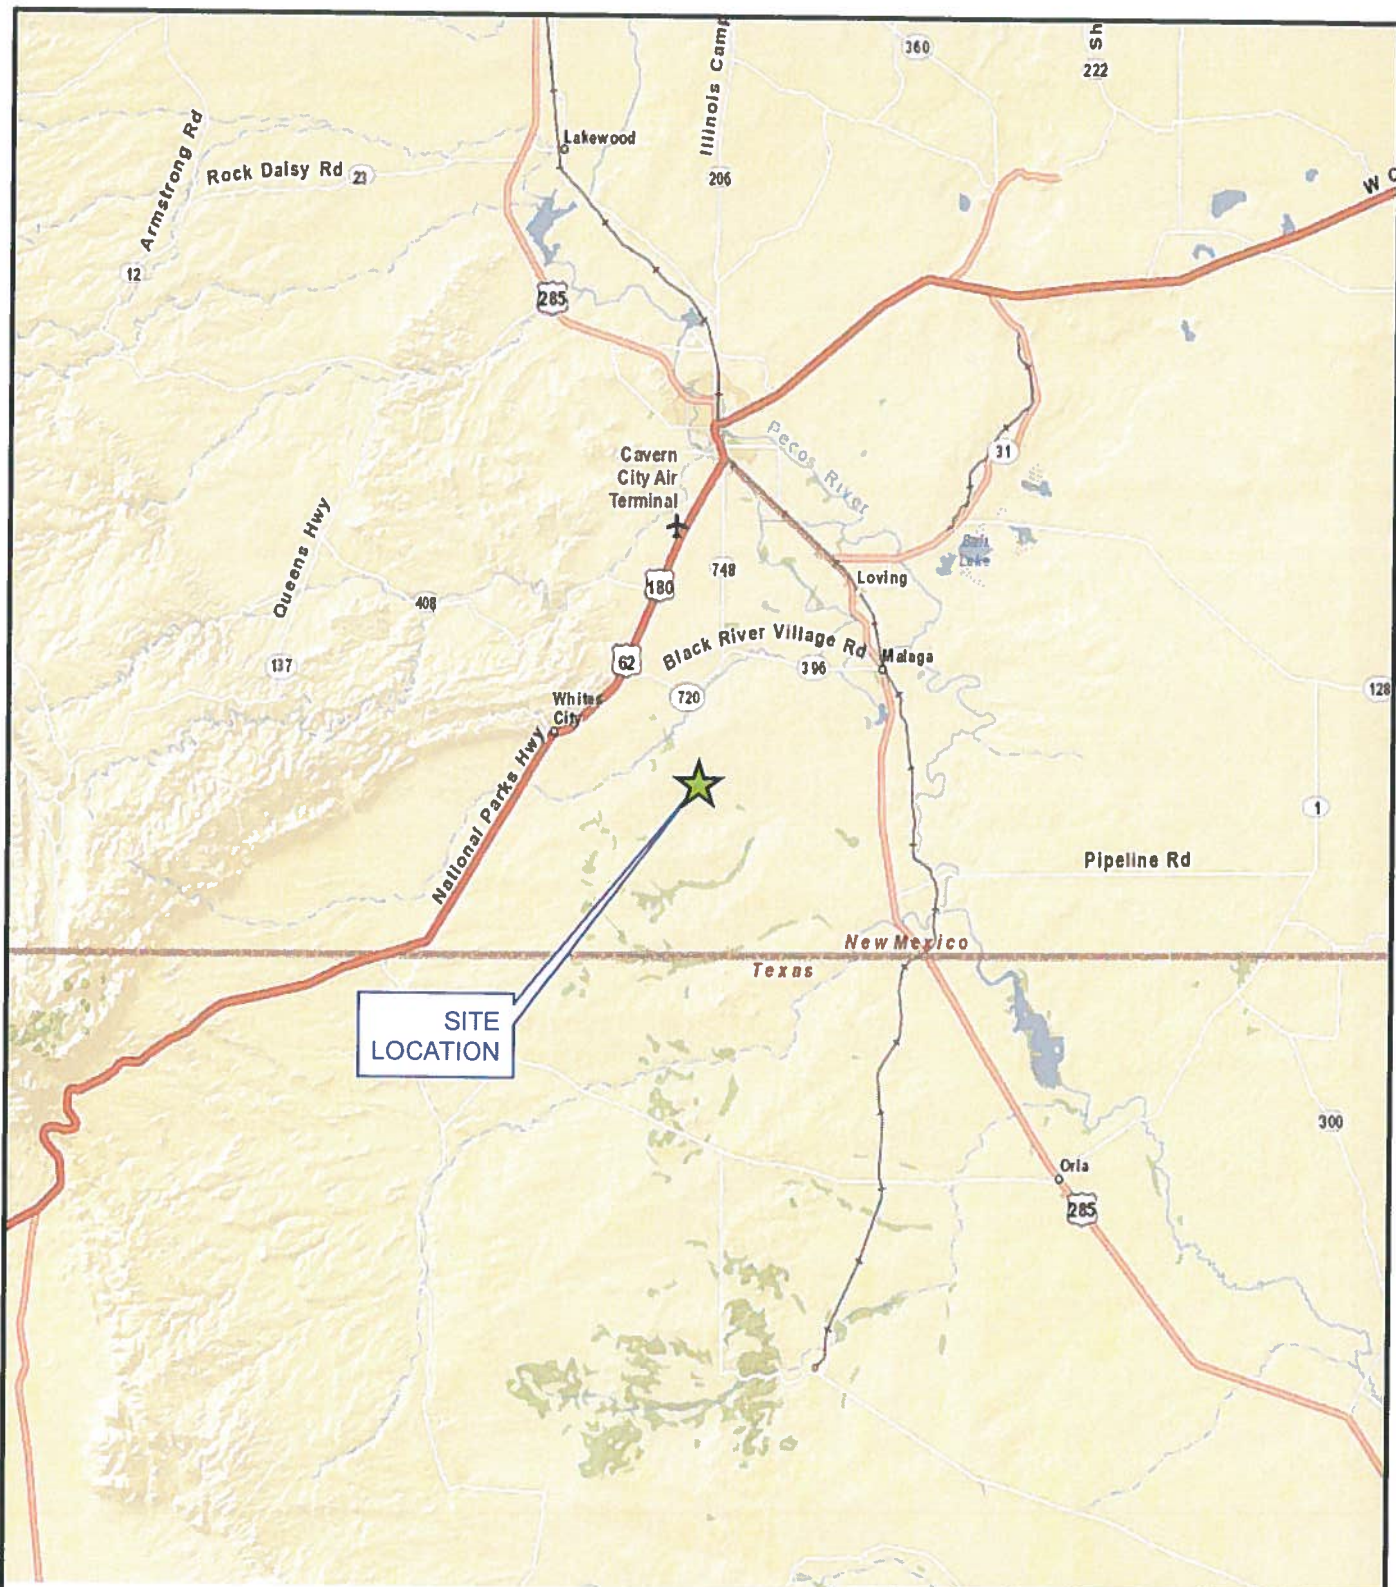 Illinois Camp
360
Sh
222
Lakewood
Armstrong Rd
Rock Daisy Rd 23
206
W C
12
285
Pecos River
Cavern
City Air
Terminal
31
Queens Hwy
748
180
Loving
408
Black River Village Rd
62
137
396
Malaga
128
Whites
City
720
National Parks Hwy
1
Pipeline Rd
New Mexico
Texas
SITE
LOCATION
300
Orla
285